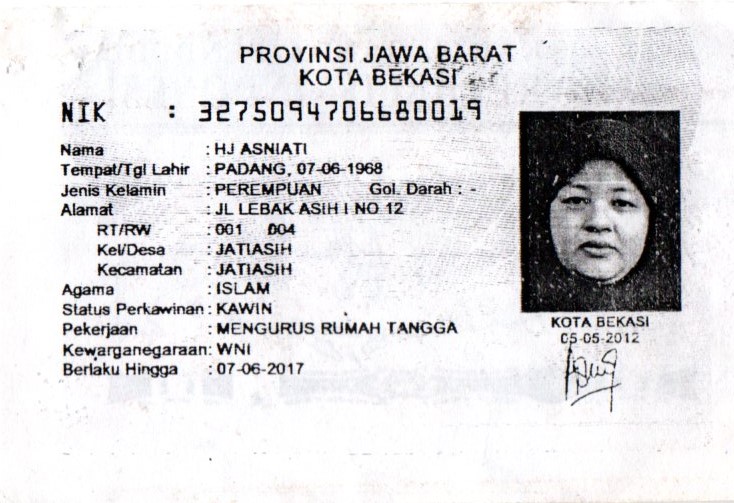 PROVINSI JAWA BARAT
KOTA BEKASI
NIK : 3275094706680019
Nama : HJ ASNIATI
Tempat/Tgl Lahir : PADANG, 07-06-1968
Jenis Kelamin : PEREMPUAN Gol. Darah : -
Alamat : JL LEBAK ASIH I NO 12
RT/RW : 001 004
Kel/Desa : JATIASIH
Kecamatan : JATIASIH
Agama : ISLAM
Status Perkawinan : KAWIN
Pekerjaan : MENGURUS RUMAH TANGGA
Kewarganegaraan : WNI
Berlaku Hingga : 07-06-2017
KOTA BEKASI
05-05-2012